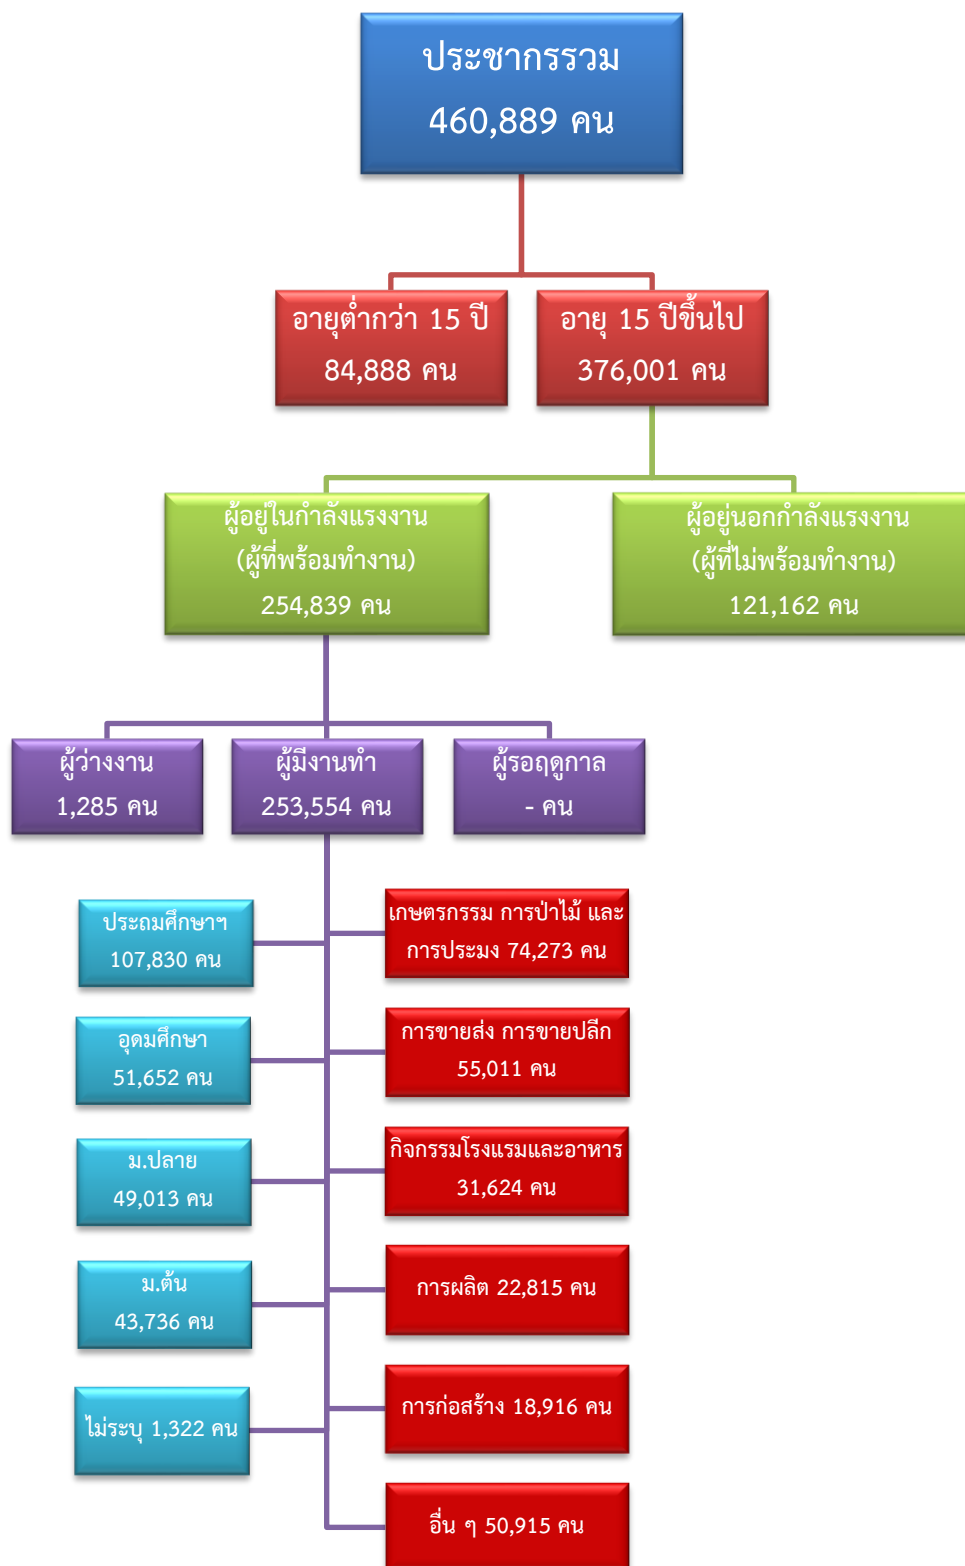 ประชากรรวม
460,889 คน
อายุต่ำกว่า 15 ปี
84,888 คน
อายุ 15 ปีขึ้นไป
376,001 คน
ผู้อยู่ในกำลังแรงงาน
(ผู้ที่พร้อมทำงาน)
254,839 คน
ผู้อยู่นอกกำลังแรงงาน
(ผู้ที่ไม่พร้อมทำงาน)
121,162 คน
ผู้ว่างงาน
1,285 คน
ผู้มีงานทำ
253,554 คน
ผู้รอฤดูกาล
- คน
ประถมศึกษาฯ
107,830 คน
อุดมศึกษา
51,652 คน
ม.ปลาย
49,013 คน
ม.ต้น
43,736 คน
ไม่ระบุ 1,322 คน
เกษตรกรรม การป่าไม้ และ
การประมง 74,273 คน
การขายส่ง การขายปลีก
55,011 คน
กิจกรรมโรงแรมและอาหาร
31,624 คน
การผลิต 22,815 คน
การก่อสร้าง 18,916 คน
อื่น ๆ 50,915 คน